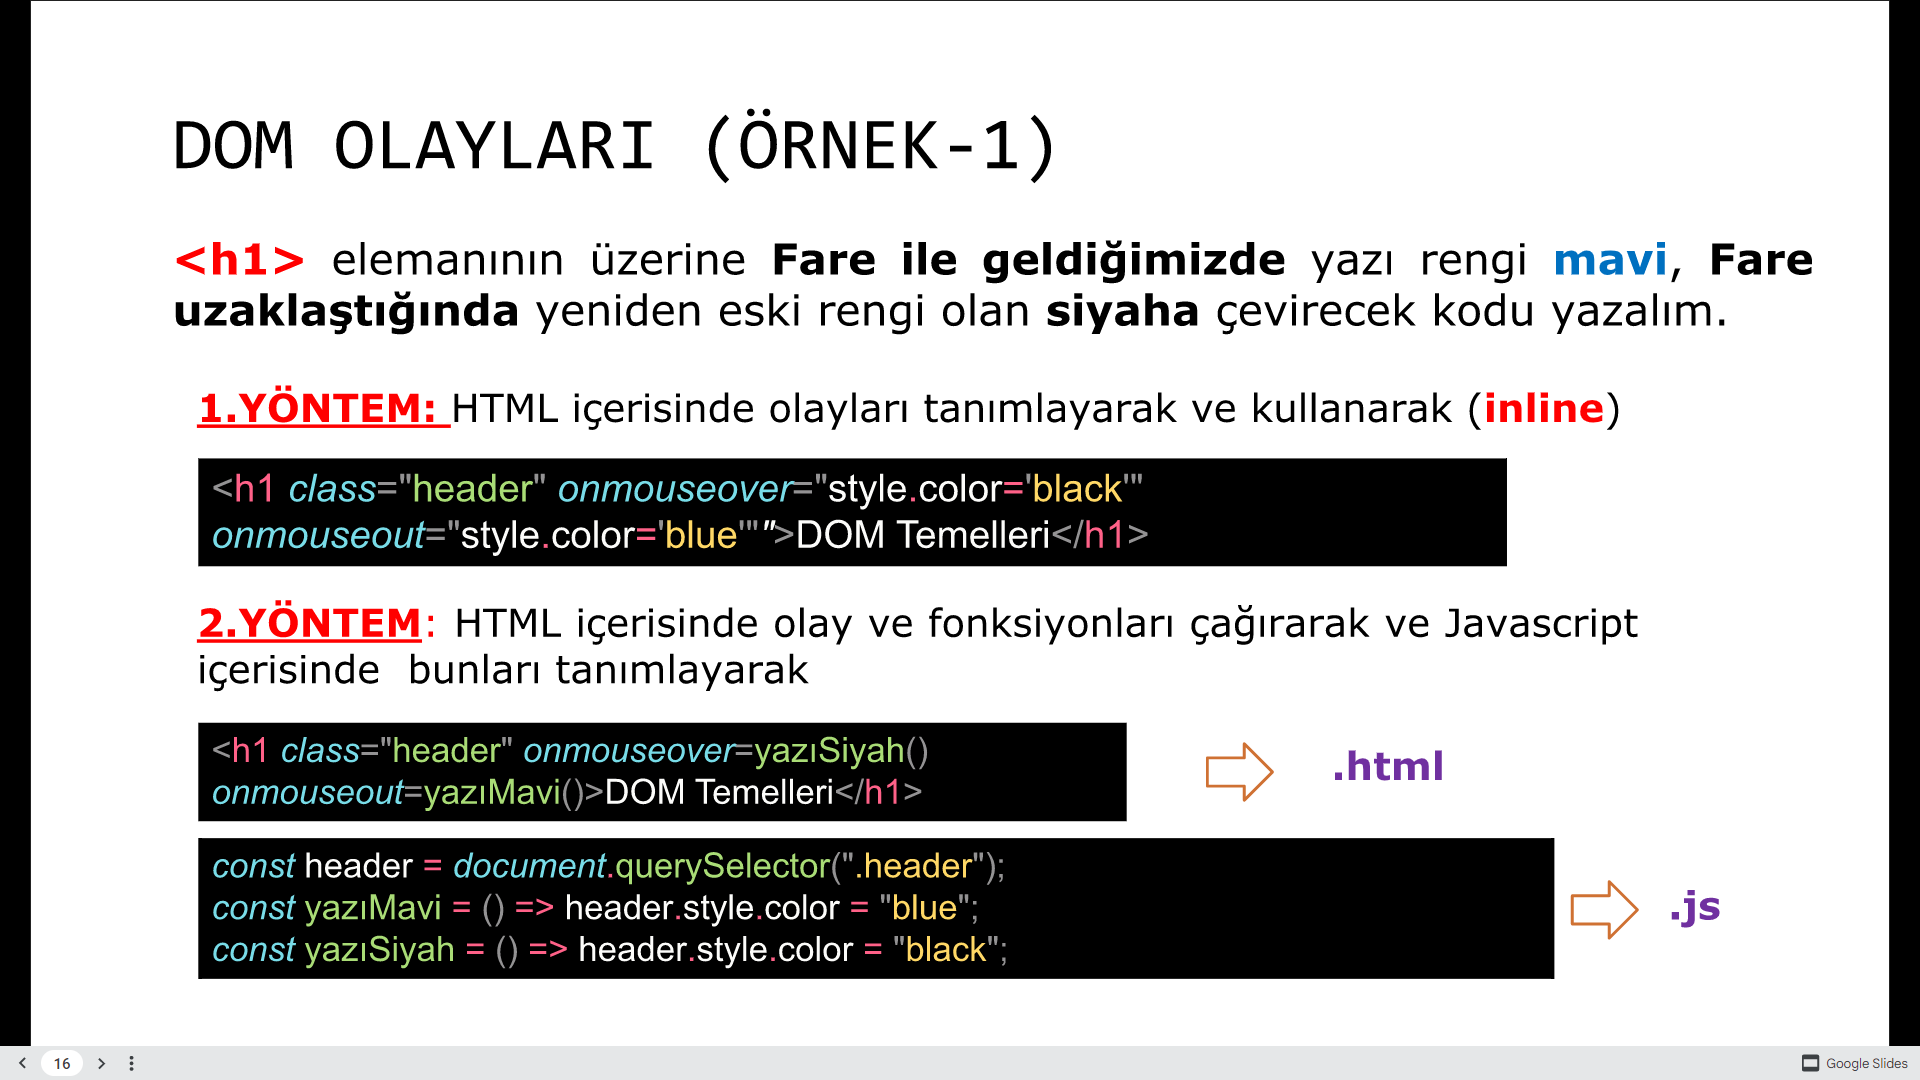 DOM OLAYLARI (ÖRNEK-1)
<h1> elemanının üzerine Fare ile geldiğimizde yazı rengi mavi, Fare
uzaklaştığında yeniden eski rengi olan siyaha çevirecek kodu yazalım.
1.YÖNTEM: HTML içerisinde olayları tanımlayarak ve kullanarak (inline)
<h1 class="header" onmouseover="style.color='black'"
onmouseout="style.color='blue'"">DOM Temelleri</h1>
2.YÖNTEM: HTML içerisinde olay ve fonksiyonları çağırarak ve Javascript
içerisinde  bunları tanımlayarak
<h1 class="header" onmouseover=yazıSiyah()
onmouseout=yazıMavi()>DOM Temelleri</h1>
.html
const header = document.querySelector(".header");
const yazıMavi = () => header.style.color = "blue";
const yazıSiyah = () => header.style.color = "black";
.js
16
Google Slides